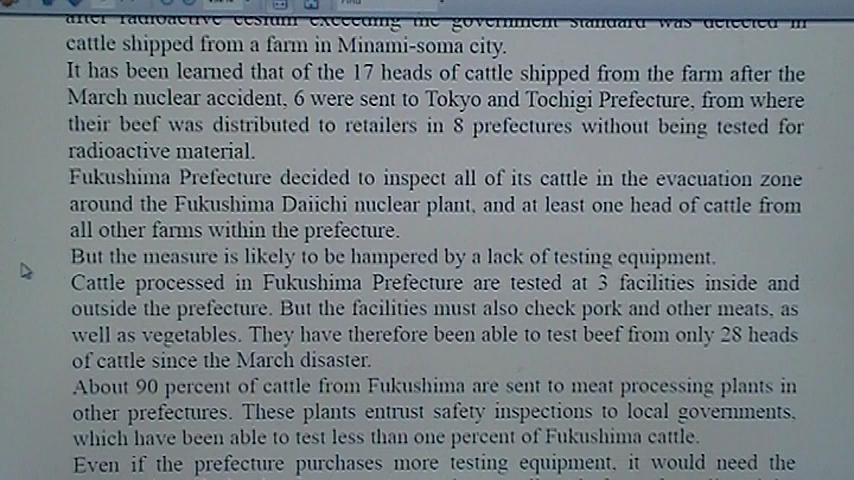 after radioactive cesium exceeding the government standard was detected in
cattle shipped from a farm in Minami-soma city.
It has been learned that of the 17 heads of cattle shipped from the farm after the
March nuclear accident, 6 were sent to Tokyo and Tochigi Prefecture, from where
their beef was distributed to retailers in 8 prefectures without being tested for
radioactive material.
Fukushima Prefecture decided to inspect all of its cattle in the evacuation zone
around the Fukushima Daiichi nuclear plant, and at least one head of cattle from
all other farms within the prefecture.
But the measure is likely to be hampered by a lack of testing equipment.
Cattle processed in Fukushima Prefecture are tested at 3 facilities inside and
outside the prefecture. But the facilities must also check pork and other meats, as
well as vegetables. They have therefore been able to test beef from only 28 heads
of cattle since the March disaster.
About 90 percent of cattle from Fukushima are sent to meat processing plants in
other prefectures. These plants entrust safety inspections to local governments,
which have been able to test less than one percent of Fukushima cattle.
Even if the prefecture purchases more testing equipment, it would need the